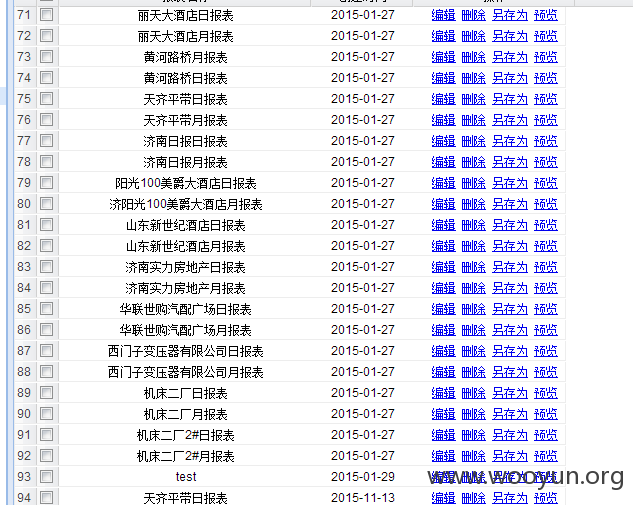 71 丽天大酒店日报表 2015-01-27 编辑 删除 另存为 预览
72 丽天大酒店月报表 2015-01-27 编辑 删除 另存为 预览
73 黄河路桥月报表 2015-01-27 编辑 删除 另存为 预览
74 黄河路桥日报表 2015-01-27 编辑 删除 另存为 预览
75 天齐平带日报表 2015-01-27 编辑 删除 另存为 预览
76 天齐平带月报表 2015-01-27 编辑 删除 另存为 预览
77 济南日报日报表 2015-01-27 编辑 删除 另存为 预览
78 济南日报月报表 2015-01-27 编辑 删除 另存为 预览
79 阳光100美爵大酒店日报表 2015-01-27 编辑 删除 另存为 预览
80 济阳光100美爵大酒店月报表 2015-01-27 编辑 删除 另存为 预览
81 山东新世纪酒店日报表 2015-01-27 编辑 删除 另存为 预览
82 山东新世纪酒店月报表 2015-01-27 编辑 删除 另存为 预览
83 济南实力房地产日报表 2015-01-27 编辑 删除 另存为 预览
84 济南实力房地产月报表 2015-01-27 编辑 删除 另存为 预览
85 华联世购汽配广场日报表 2015-01-27 编辑 删除 另存为 预览
86 华联世购汽配广场月报表 2015-01-27 编辑 删除 另存为 预览
87 西门子变压器有限公司日报表 2015-01-27 编辑 删除 另存为 预览
88 西门子变压器有限公司月报表 2015-01-27 编辑 删除 另存为 预览
89 机床二厂日报表 2015-01-27 编辑 删除 另存为 预览
90 机床二厂月报表 2015-01-27 编辑 删除 另存为 预览
91 机床二厂2#日报表 2015-01-27 编辑 删除 另存为 预览
92 机床二厂2#月报表 2015-01-27 编辑 删除 另存为 预览
93 test 2015-01-29 编辑 删除 另存为 预览
www.wooyun.org
94 天齐平带日报表 2015-11-13 编辑 删除 另存为 预览